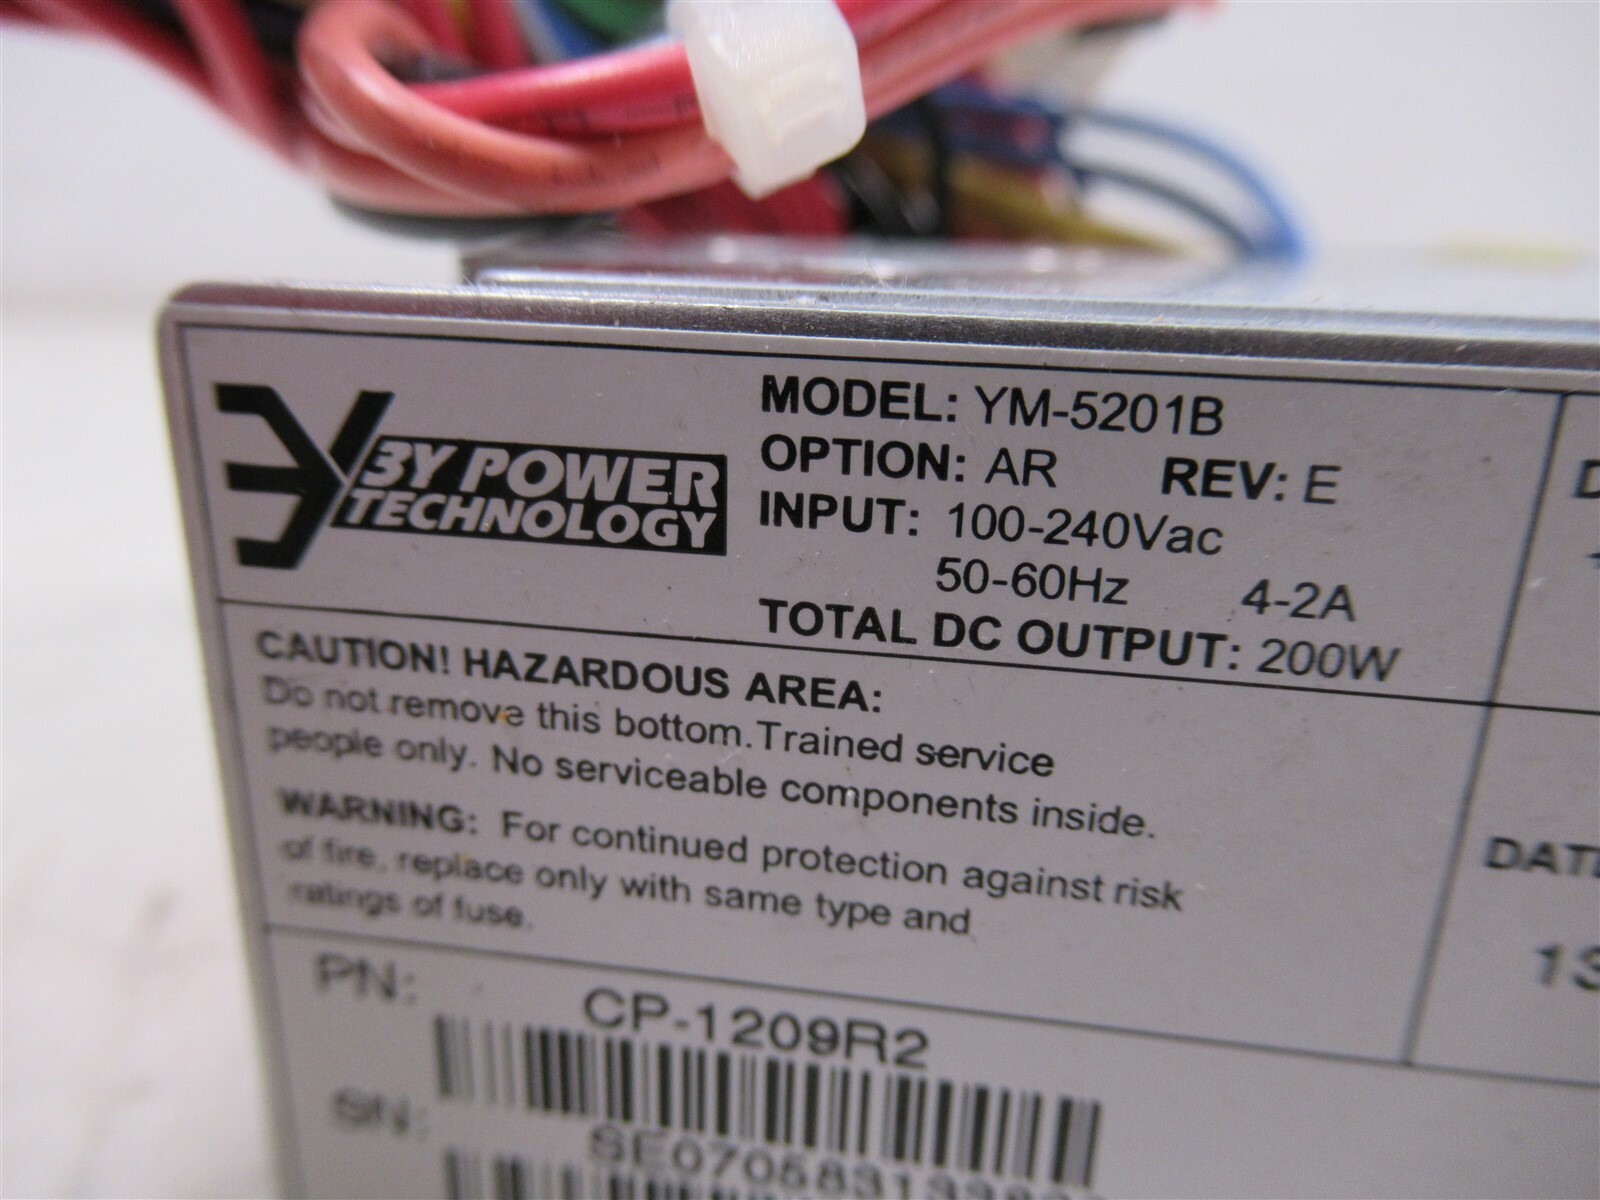 3Y POWER
TECHNOLOGY
MODEL: YM-5201B
OPTION: AR REV: E
INPUT: 100-240Vac
50-60Hz 4-2A
TOTAL DC OUTPUT: 200W
CAUTION! HAZARDOUS AREA:
Do not remove this bottom.Trained service
people only. No serviceable components inside.
WARNING: For continued protection against risk
of fire, replace only with same type and
ratings of fuse.
PN: CP-1209R2
SN: